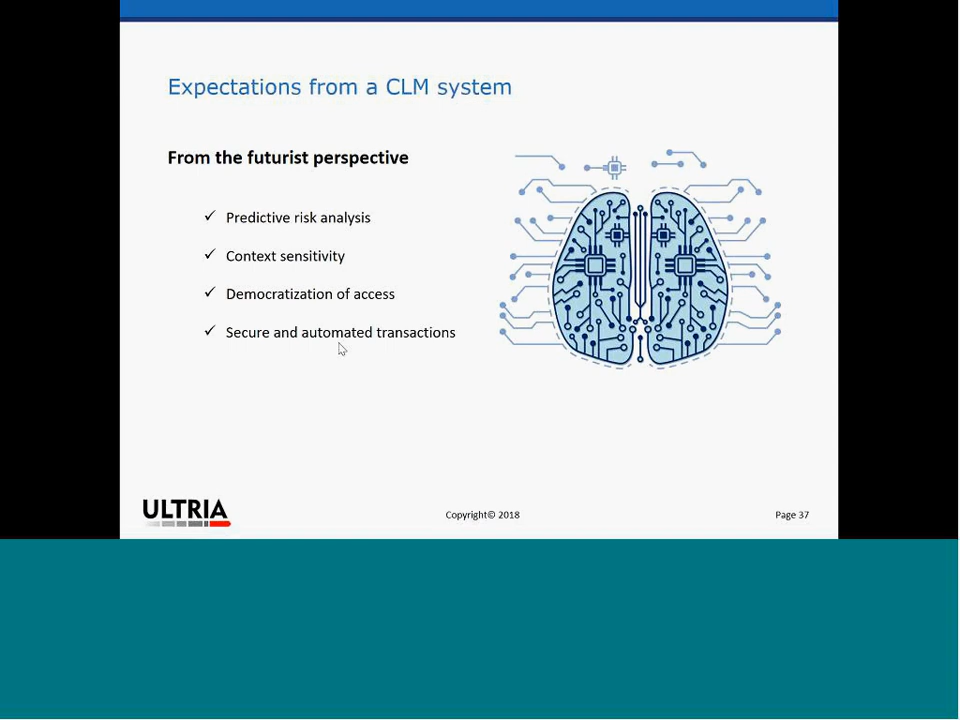 Expectations from a CLM system
From the futurist perspective
✓ Predictive risk analysis
✓ Context sensitivity
✓ Democratization of access
✓ Secure and automated transactions
ULTRIA
Copyright© 2018
Page 37